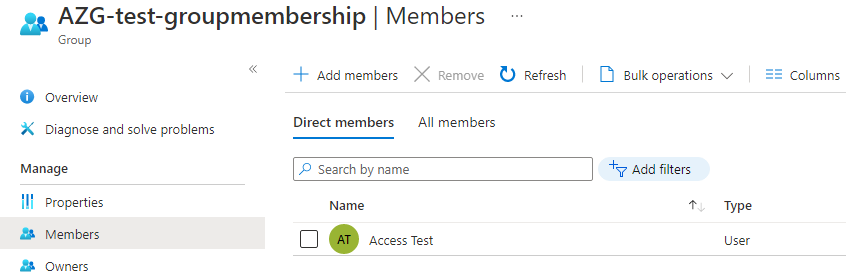 AZG-test-groupmembership | Members ...
Group
«
Add members Remove Refresh Bulk operations Columns
Overview
Diagnose and solve problems
Direct members All members
Manage
Search by name Add filters
Properties
Name ↑↓ Type
Members
AT Access Test User
Owners